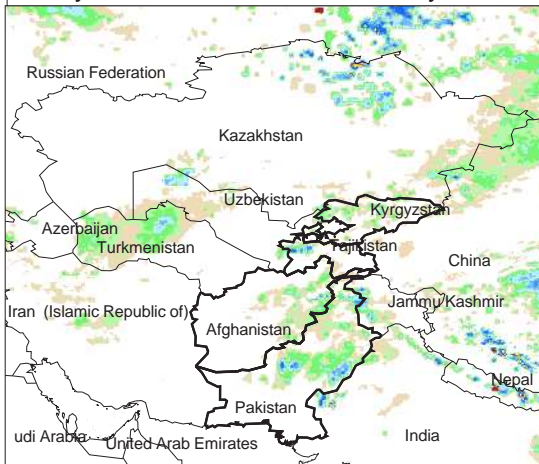 Russian Federation
Kazakhstan
Uzbekistan
Kyrgyzstan
Azerbaijan
Turkmenistan
Tajikistan
China
Iran (Islamic Republic of)
Jammu/Kashmir
Afghanistan
Nepal
Pakistan
udi Arabia
United Arab Emirates
India